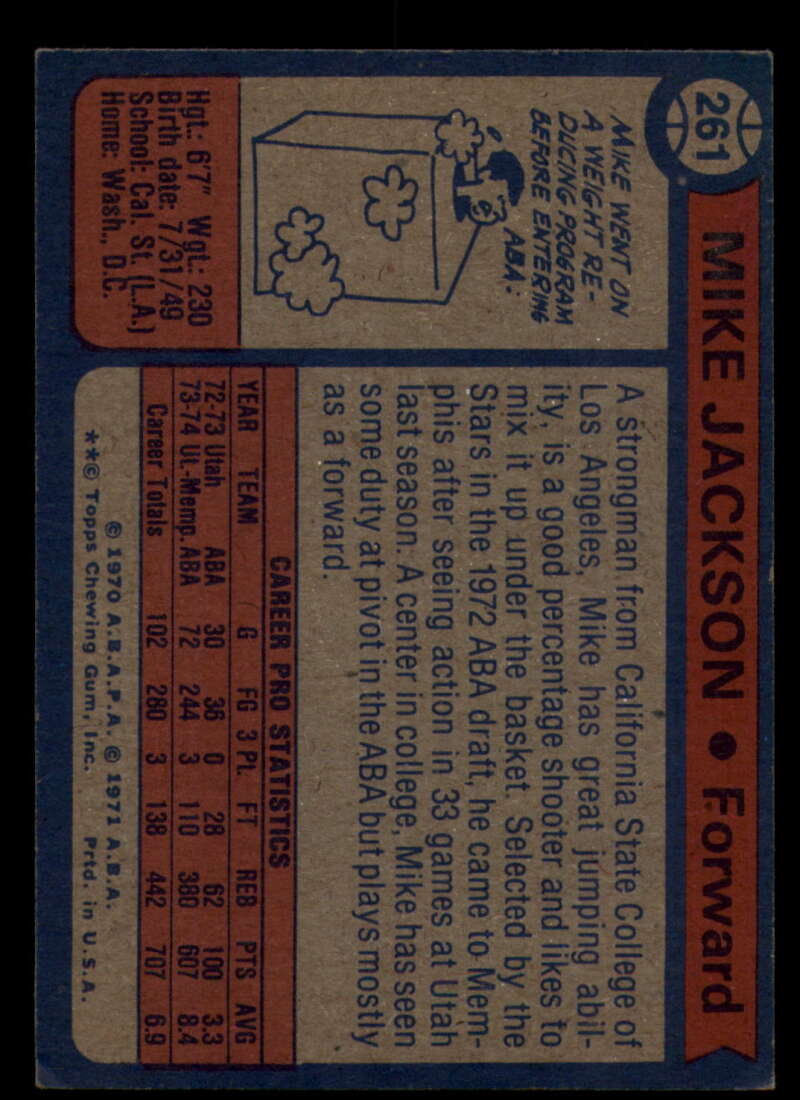 261
MIKE JACKSON • Forward
MIKE WENT ON
A WEIGHT RE-
DUCING PROGRAM
BEFORE ENTERING
ABA.
Hgt.: 6'7" Wgt.: 230
Birth date: 7/31/49
School: Cal. St. (L.A.)
Home: Wash., D.C.
A strongman from California State College of
Los Angeles, Mike has great jumping abil-
ity, is a good percentage shooter and likes to
mix it up under the basket. Selected by the
Stars in the 1972 ABA draft, he came to Mem-
phis after seeing action in 33 games at Utah
last season. A center in college, Mike has seen
some duty at pivot in the ABA but plays mostly
as a forward.
CAREER PRO STATISTICS
YEAR TEAM G FG 3 Pt. FT REB PTS AVG
72-73 Utah ABA 30 36 0 28 62 100 3.3
73-74 Ut.-Memp. ABA 72 244 3 110 380 607 8.4
Career Totals 102 280 3 138 442 707 6.9
© 1970 A.B.A.P.A. © 1971 A.B.A.
**© Topps Chewing Gum, Inc. Prtd. in U.S.A.